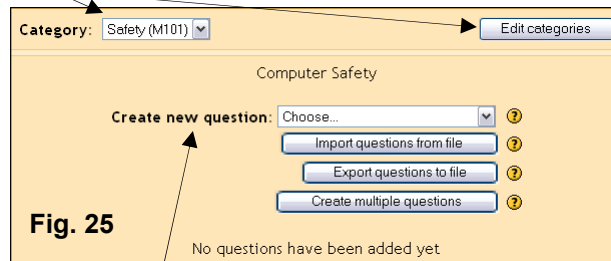 Category: Safety (M101) Edit categories
Computer Safety
Create new question: Choose... ?
Import questions from file ?
Export questions to file ?
Create multiple questions ?
Fig. 25
No questions have been added yet